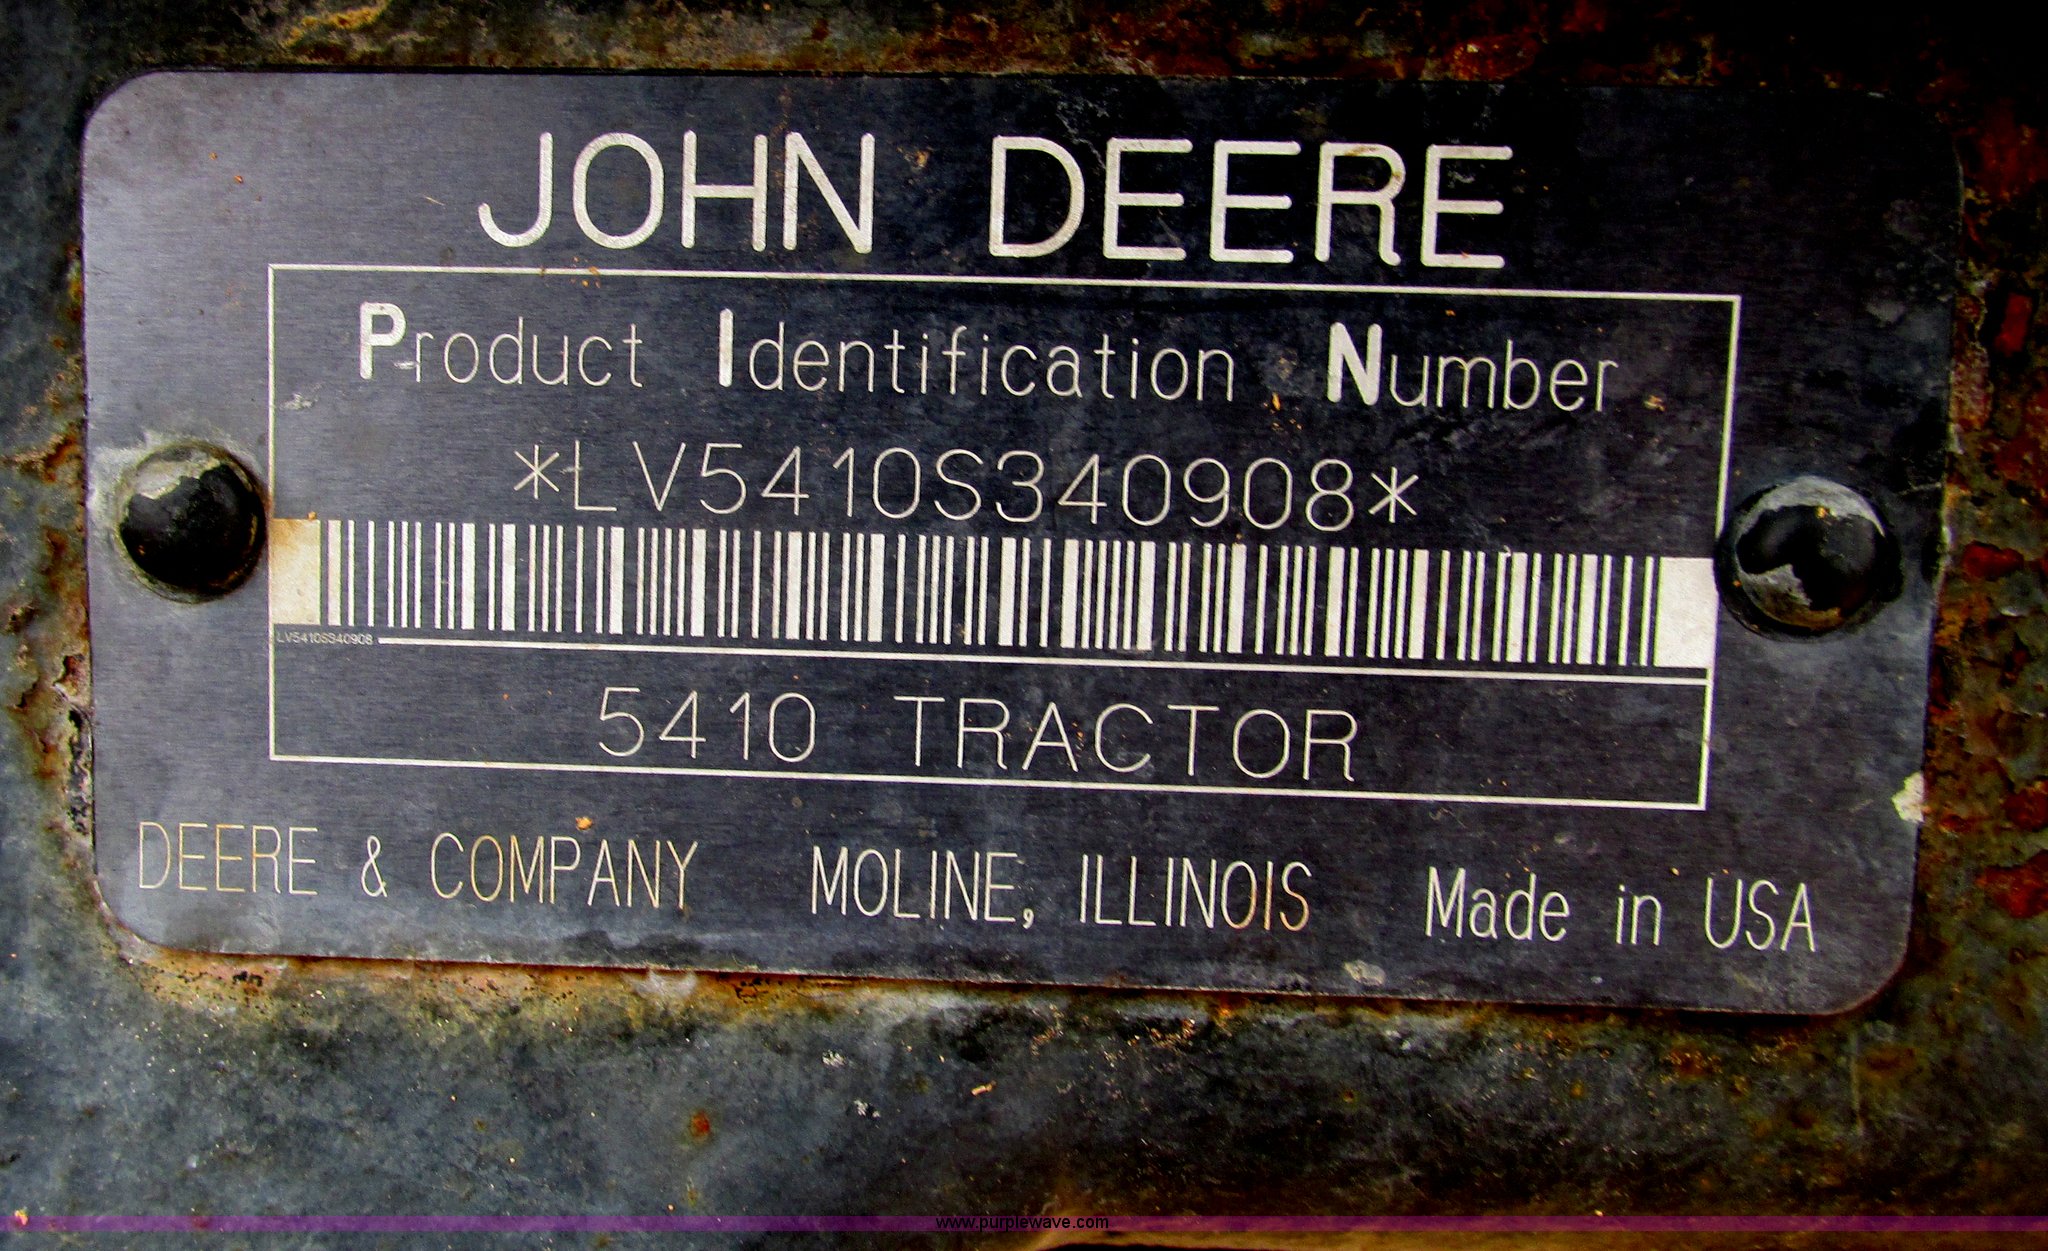 JOHN DEERE
Product Identification Number
*LV5410S340908*
LV5410S340908
5410 TRACTOR
DEERE & COMPANY MOLINE, ILLINOIS Made in USA
www.purplewave.com